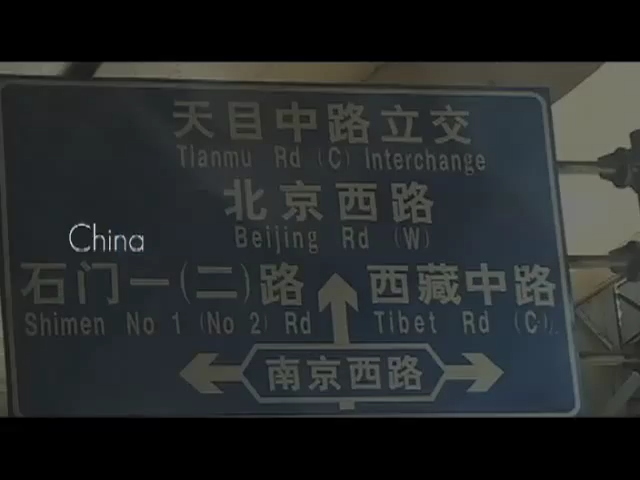 天目中路立交
Tianmu Rd (C) Interchange
北京西路
Beijing Rd (W)
China
石门一(二)路 西藏中路
Shimen No 1 (No 2) Rd Tibet Rd (C)
南京西路